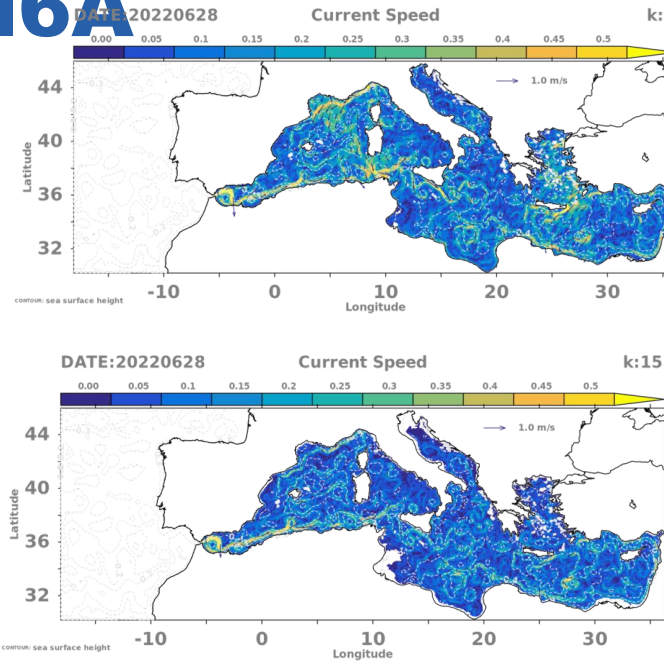 I6A
DATE:20220628 Current Speed k:
0.00 0.05 0.1 0.15 0.2 0.25 0.3 0.35 0.4 0.45 0.5
1.0 m/s
44
40
36
32
Latitude
-10 0 10 20 30
Longitude
CONTOUR: sea surface height
DATE:20220628 Current Speed k:15
0.00 0.05 0.1 0.15 0.2 0.25 0.3 0.35 0.4 0.45 0.5
1.0 m/s
44
40
36
32
Latitude
-10 0 10 20 30
Longitude
CONTOUR: sea surface height